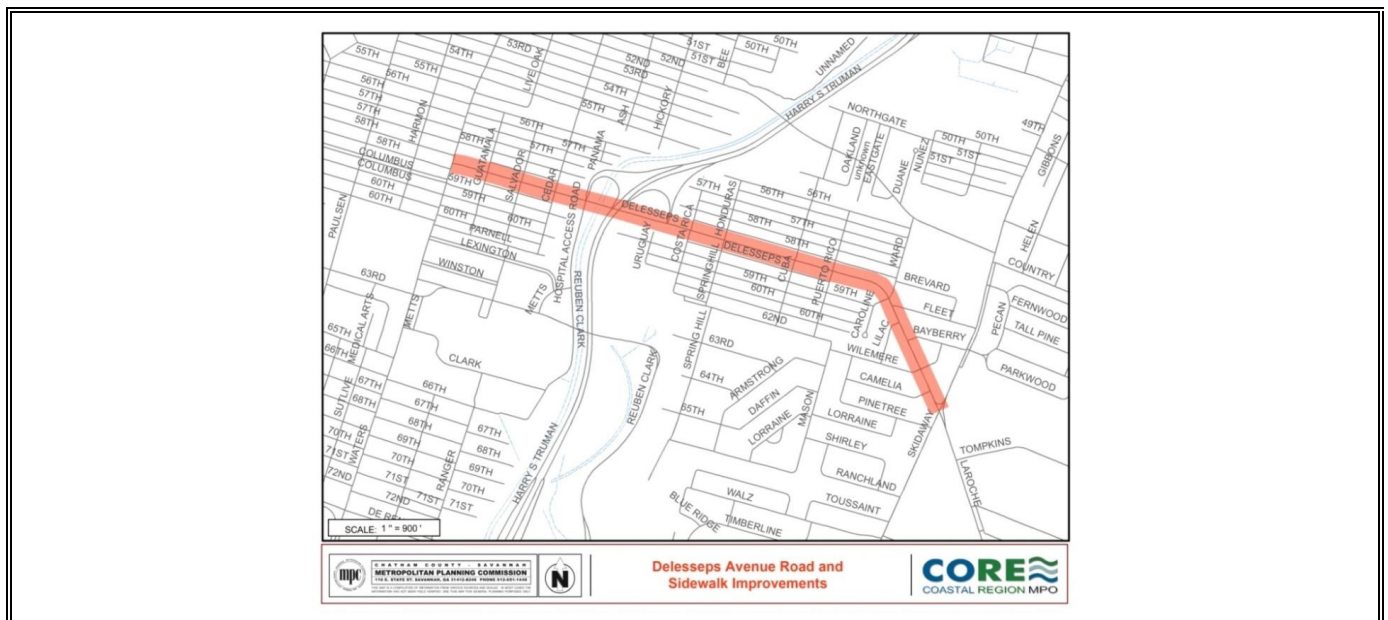 51ST
50TH
50TH
55TH
54TH
53RD
LIVE OAK
52ND
52ND
51ST
BEE
UNNAMED
55TH
56TH
56TH
57TH
57TH
58TH
58TH
HARMON
53RD
54TH
55TH
ASH
HICKORY
HARRY S TRUMAN
NORTHGATE
49TH
50TH
50TH
51ST
51ST
OAKLAND
unknown
EASTGATE
DUANE
NUNEZ
GIBBONS
58TH
GUATAMALA
56TH
57TH
57TH
PANAMA
SALVADOR
CEDAR
COLUMBUS
COLUMBUS
60TH
60TH
59TH
59TH
60TH
60TH
PARNELL
LEXINGTON
WINSTON
HOSPITAL ACCESS ROAD
PAULSEN
DELESSEPS
57TH
HONDURAS
56TH
56TH
57TH
58TH
58TH
COSTA RICA
URUGUAY
DELESSEPS
CUBA
PUERTO RICO
WARD
HELEN
COUNTRY
63RD
METTS
METTS
MEDICAL ARTS
REUBEN CLARK
SPRINGHILL
59TH
60TH
59TH
60TH
62ND
BREVARD
FLEET
BAYBERRY
CAROLINE
LILAC
PECAN
FERNWOOD
TALL PINE
PARKWOOD
65TH
66TH
CLARK
66TH
67TH
67TH
68TH
68TH
SUTLIVE
WATERS
69TH
70TH
70TH
71ST
71ST
72ND
72ND
71ST
RANGER
67TH
68TH
69TH
70TH
71ST
HARRY S TRUMAN
REUBEN CLARK
SPRING HILL
63RD
64TH
65TH
ARMSTRONG
DAFFIN
LORRAINE
MASON
WILEMERE
CAMELIA
PINETREE
LORRAINE
SHIRLEY
RANCHLAND
TOUSSAINT
SKIDAWAY
TOMPKINS
LAROCHE
WALZ
BLUE RIDGE
TIMBERLINE
SCALE: 1 " = 900 '
mpc
CHATHAM COUNTY - SAVANNAH
METROPOLITAN PLANNING COMMISSION
N
Delesseps Avenue Road and
Sidewalk Improvements
CORE
COASTAL REGION MPO